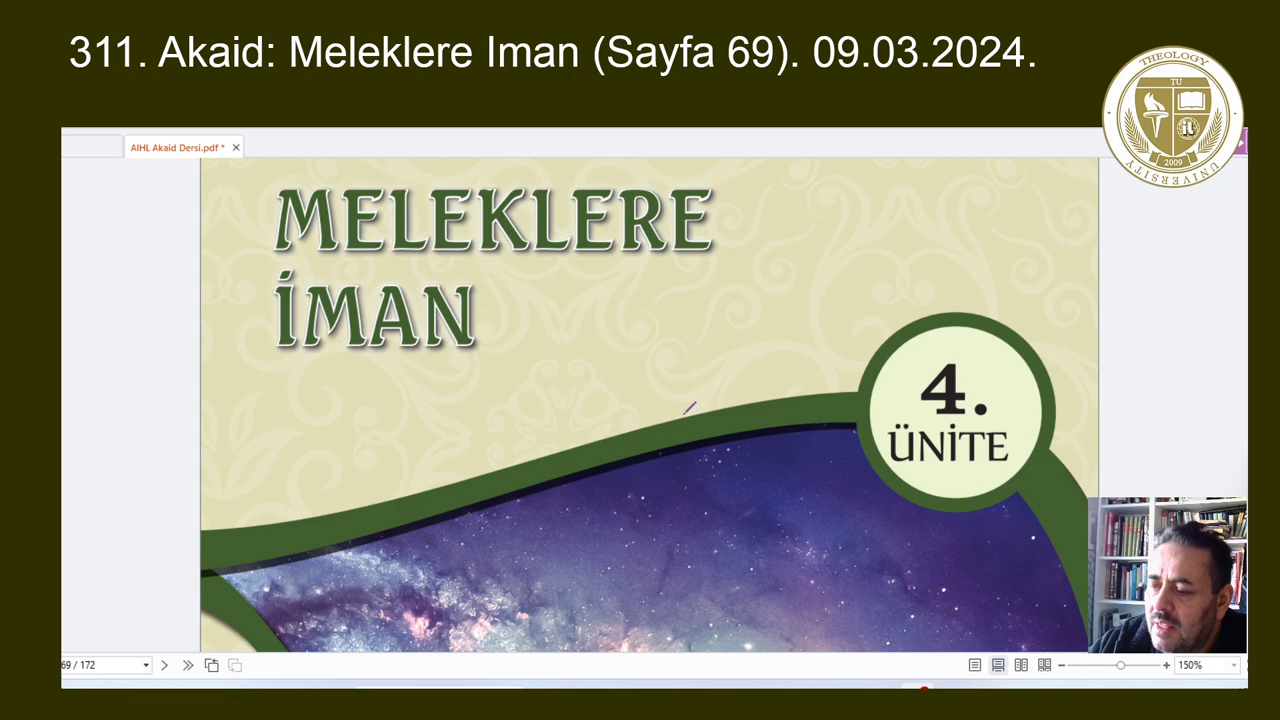 311. Akaid: Meleklere Iman (Sayfa 69). 09.03.2024.
THEOLOGY
TU
2009
UNIVERSITY
AIHL Akaid Dersi.pdf *
MELEKLERE
İMAN
4.
ÜNİTE
69 / 172
150%